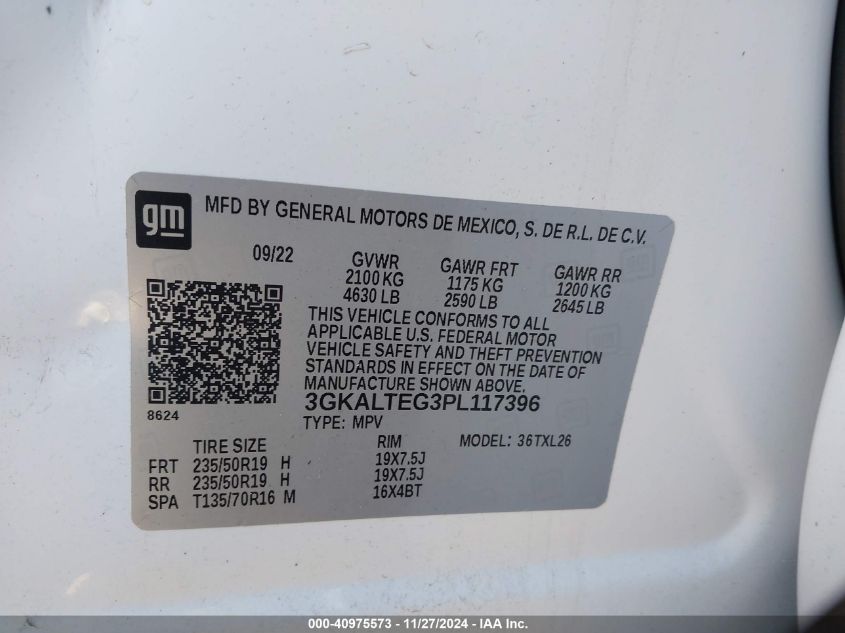 gm
MFD BY GENERAL MOTORS DE MEXICO, S. DE R.L. DE C.V.
09/22 GVWR GAWR FRT GAWR RR
2100 KG 1175 KG 1200 KG
4630 LB 2590 LB 2645 LB
THIS VEHICLE CONFORMS TO ALL
APPLICABLE U.S. FEDERAL MOTOR
VEHICLE SAFETY AND THEFT PREVENTION
STANDARDS IN EFFECT ON THE DATE OF
MANUFACTURE SHOWN ABOVE.
8624
3GKALTEG3PL117396
TYPE: MPV MODEL: 36TXL26
TIRE SIZE RIM
FRT 235/50R19 H 19X7.5J
RR 235/50R19 H 19X7.5J
SPA T135/70R16 M 16X4BT
000-40975573 - 11/27/2024 - IAA Inc.